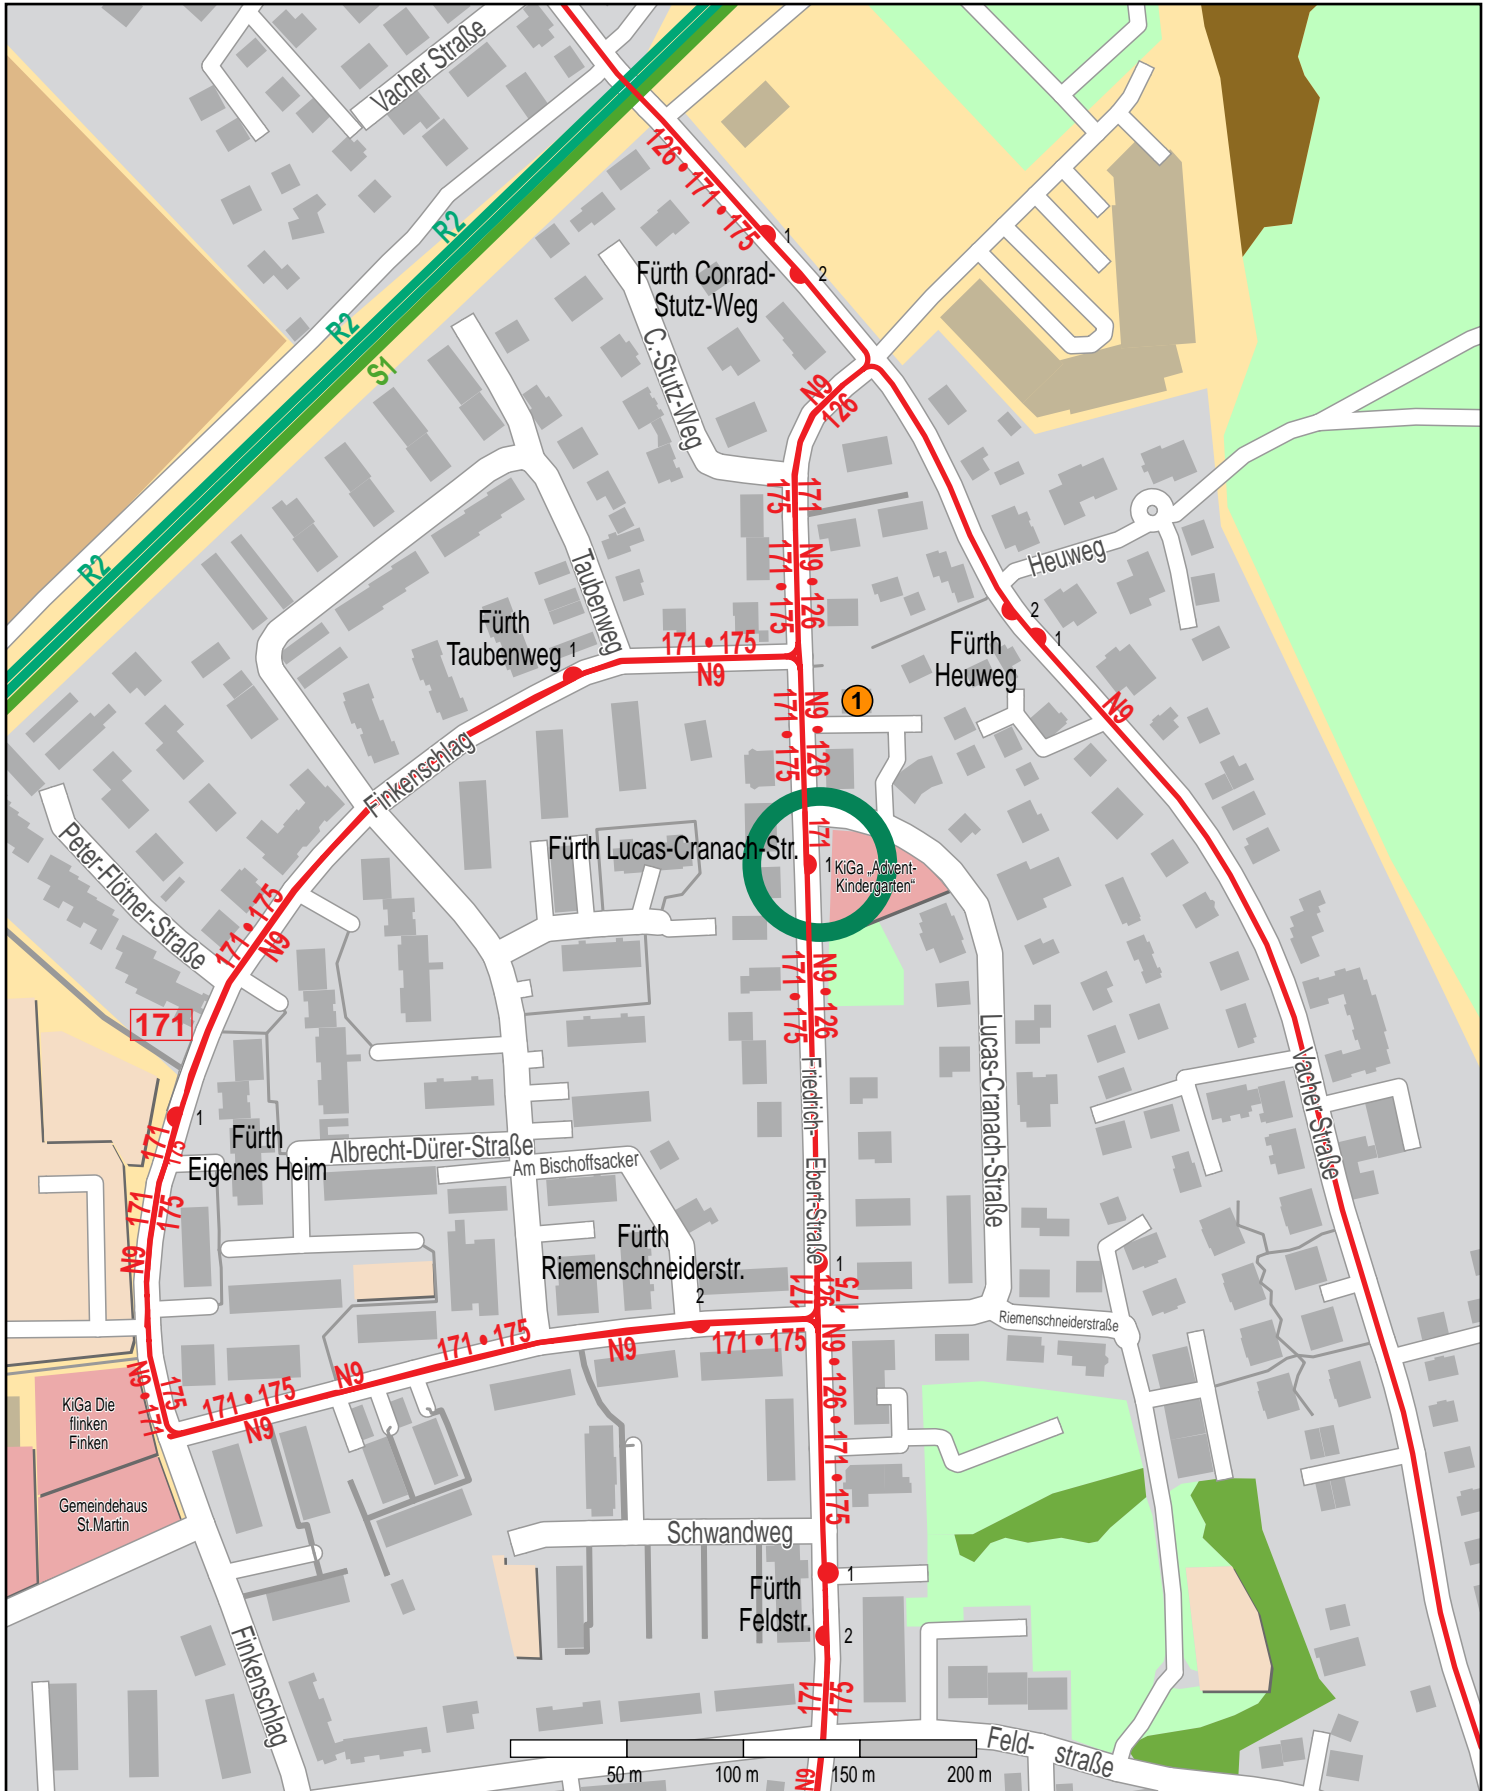 Vacher Straße
R2
126 • 171 • 175
1
2
Fürth Conrad-
Stutz-Weg
R2
S1
C.-Stutz-Weg
N9
126
175
171
R2
171 • 175
N9 • 126
Heuweg
Taubenweg
Fürth
Taubenweg
1
171 • 175
N9
2
1
Fürth
Heuweg
N9
1
171 • 175
N9 • 126
Finkenschlag
Peter-Flötner-Straße
171
Fürth Lucas-Cranach-Str.
1
KiGa „Advent-
Kindergarten“
171 • 175
N9
171 • 175
N9 • 126
171
Lucas-Cranach-Straße
Friedrich-
Ebert-Straße
Vacher Straße
1
171
175
Fürth
Eigenes Heim
Albrecht-Dürer-Straße
Am Bischoffsacker
171
175
N9
Fürth
Riemenschneiderstr.
2
1
171
126
175
Riemenschneiderstraße
171 • 175
N9
171 • 175
N9 • 126 • 171 • 175
N9 • 171
175
171 • 175
N9
N9
KiGa Die
flinken
Finken
Gemeindehaus
St.Martin
Schwandweg
1
Fürth
Feldstr.
2
Finkenschlag
171
175
Feld-
straße
N9
50 m
100 m
150 m
200 m